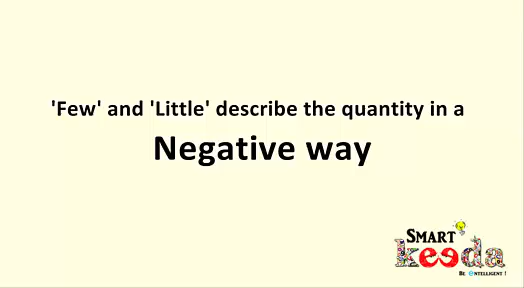 'Few' and 'Little' describe the quantity in a
Negative way
SMART
keeda
BE INTELLIGENT !